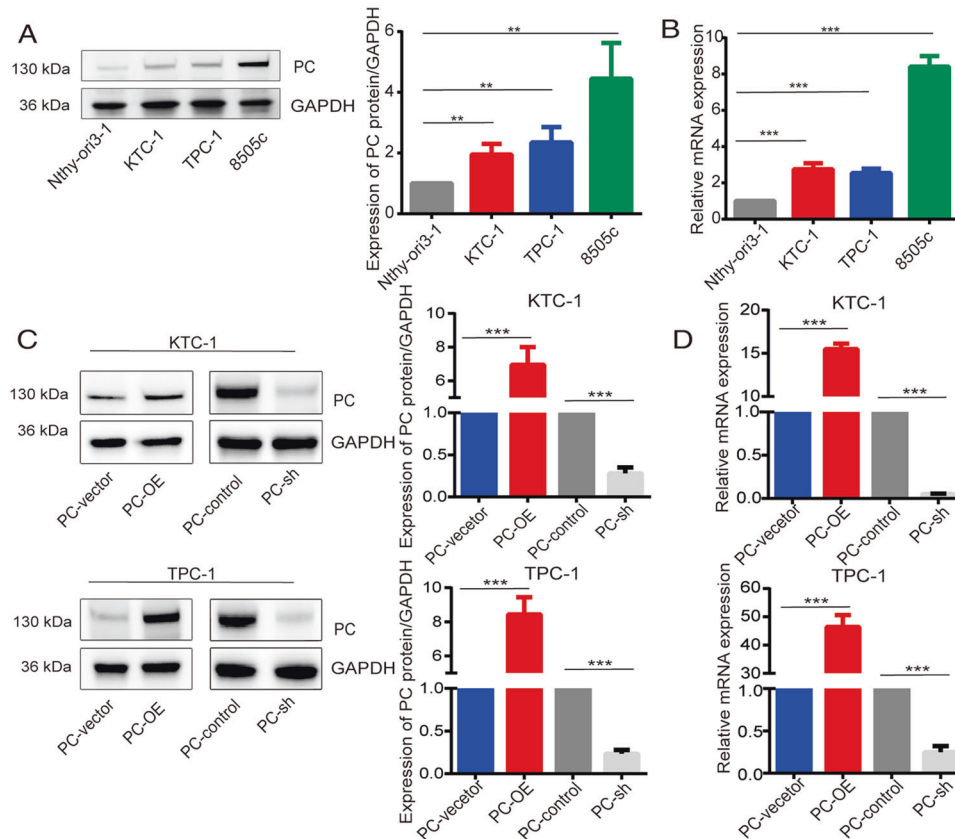 A
130 kDa
PC
36 kDa
GAPDH
Nthy-ori3-1
KTC-1
TPC-1
8505c
Expression of PC protein/GAPDH
6
4
2
0
**
**
**
Nthy-ori3-1
KTC-1
TPC-1
8505c
B
Relative mRNA expression
10
8
6
4
2
0
***
***
***
Nthy-ori3-1
KTC-1
TPC-1
8505c
C
KTC-1
130 kDa
PC
36 kDa
GAPDH
PC-vector
PC-OE
PC-control
PC-sh
TPC-1
130 kDa
PC
36 kDa
GAPDH
PC-vector
PC-OE
PC-control
PC-sh
KTC-1
Expression of PC protein/GAPDH
8
6
1.0
0.5
0.0
***
***
PC-vecetor
PC-OE
PC-control
PC-sh
TPC-1
Expression of PC protein/GAPDH
10
8
6
1.0
0.5
0.0
***
***
PC-vecetor
PC-OE
PC-control
PC-sh
D
KTC-1
Relative mRNA expression
20
15
10
1.0
0.5
0.0
***
***
PC-vecetor
PC-OE
PC-control
PC-sh
TPC-1
Relative mRNA expression
60
50
40
30
1.0
0.5
0.0
***
***
PC-vecetor
PC-OE
PC-control
PC-sh